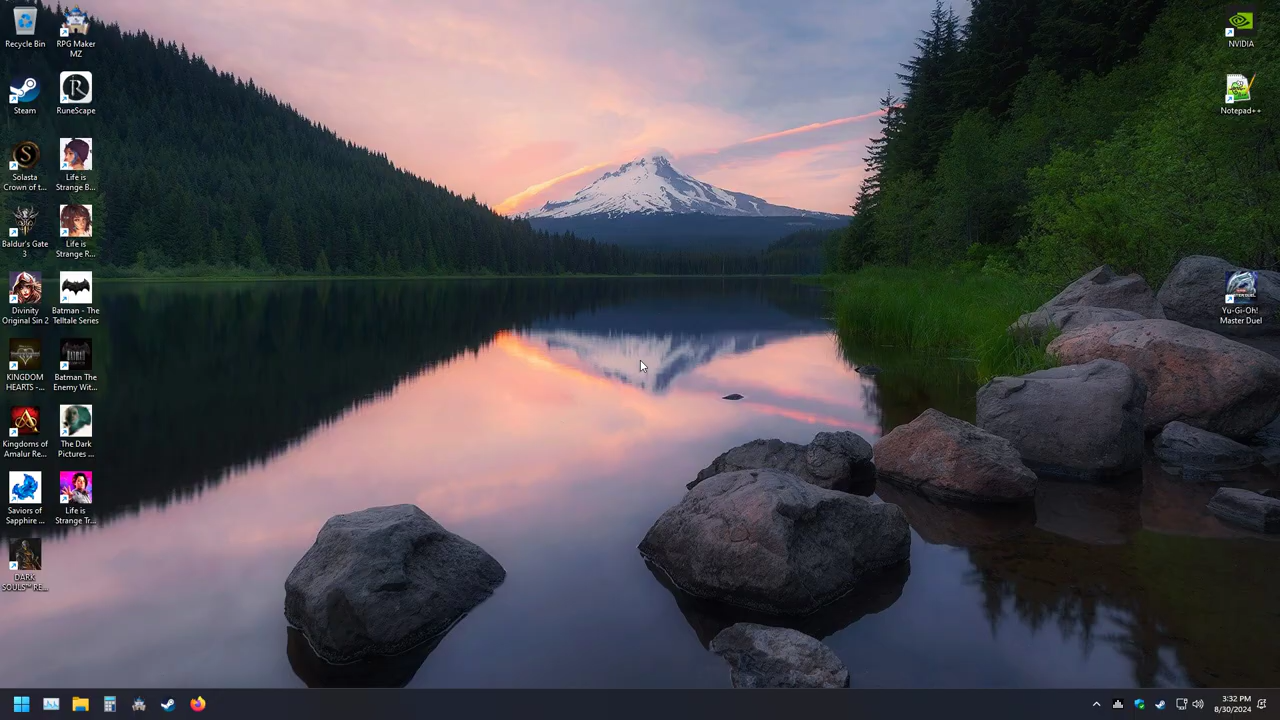 Recycle Bin
RPG Maker
MZ
Steam
RuneScape
Solasta
Crown of t...
Life is
Strange B...
Baldur's Gate
3
Life is
Strange R...
Divinity
Original Sin 2
Batman - The
Telltale Series
KINGDOM
HEARTS -...
Batman The
Enemy Wit...
Kingdoms of
Amalur Re...
The Dark
Pictures ...
Saviors of
Sapphire ...
Life is
Strange Tr...
DARK
SOULS™ RE...
NVIDIA
Notepad++
Yu-Gi-Oh!
Master Duel
3:32 PM
8/30/2024